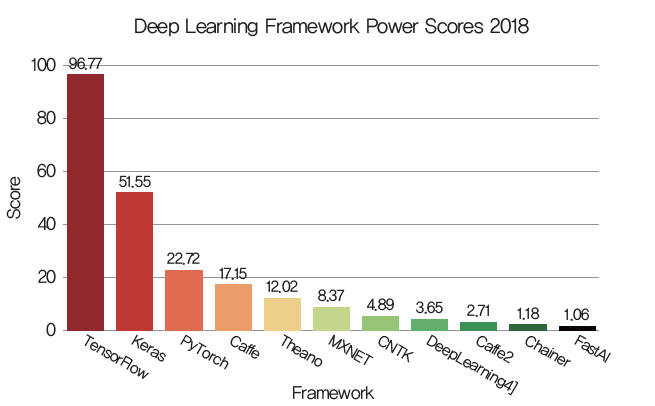 Deep Learning Framework Power Scores 2018
100
80
60
40
20
0
Score
96.77
51.55
22.72
17.15
12.02
8.37
4.89
3.65
2.71
1.18
1.06
TensorFlow
Keras
PyTorch
Caffe
Theano
MXNET
CNTK
DeepLearning4]
Caffe2
Chainer
FastAI
Framework